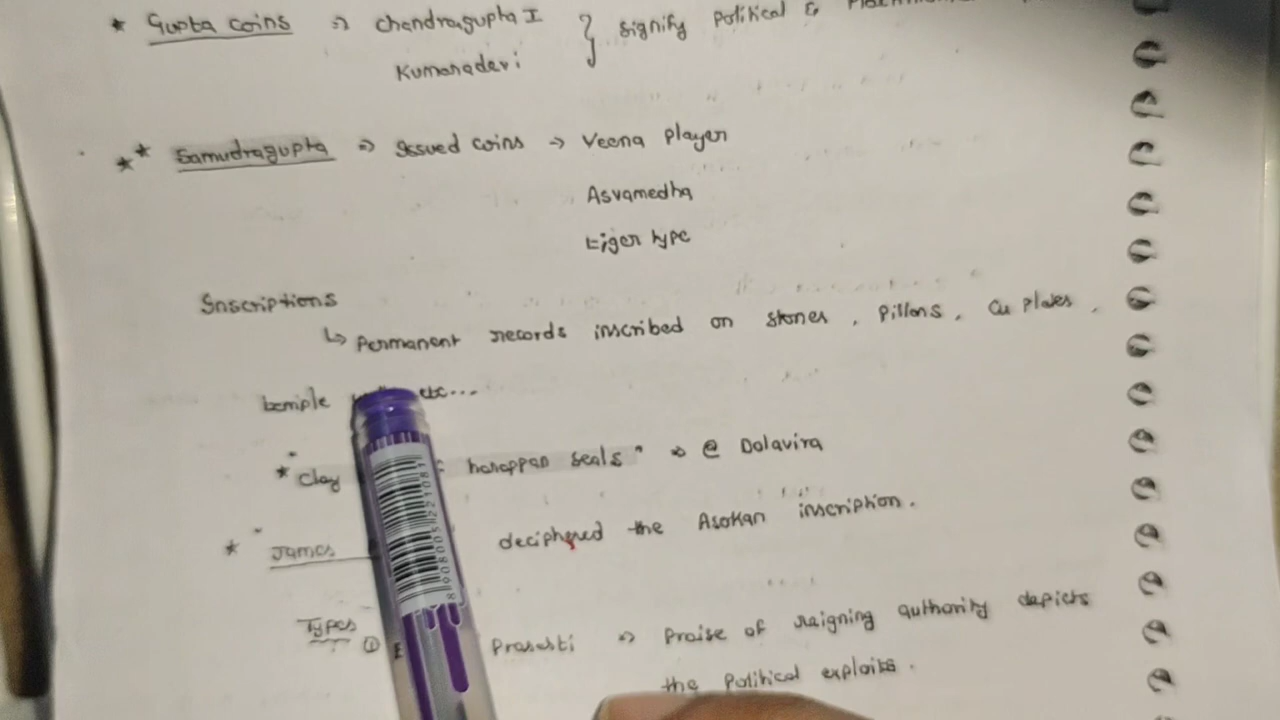 * Gupta coins => Chandragupta I } signify political &
Kumaradevi
** Samudragupta => Issued coins -> Veena player
Asvamedha
tiger type
Inscriptions
↳ Permanent records inscribed on stones, pillars, Cu plates,
temple etc...
* "Clay harappan seals" => @ Dolavira
* "James deciphered the Asokan inscription.
Types ① Prasasti => Praise of reigning authority depicts
the political exploits.